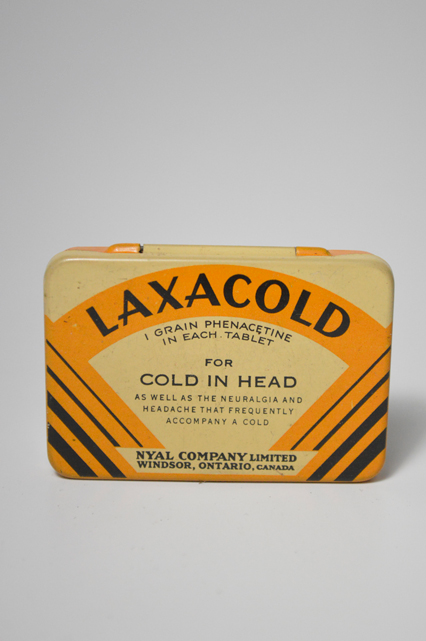 LAXACOLD
1 GRAIN PHENACETINE
IN EACH TABLET
FOR
COLD IN HEAD
AS WELL AS THE NEURALGIA AND
HEADACHE THAT FREQUENTLY
ACCOMPANY A COLD
NYAL COMPANY LIMITED
WINDSOR, ONTARIO, CANADA